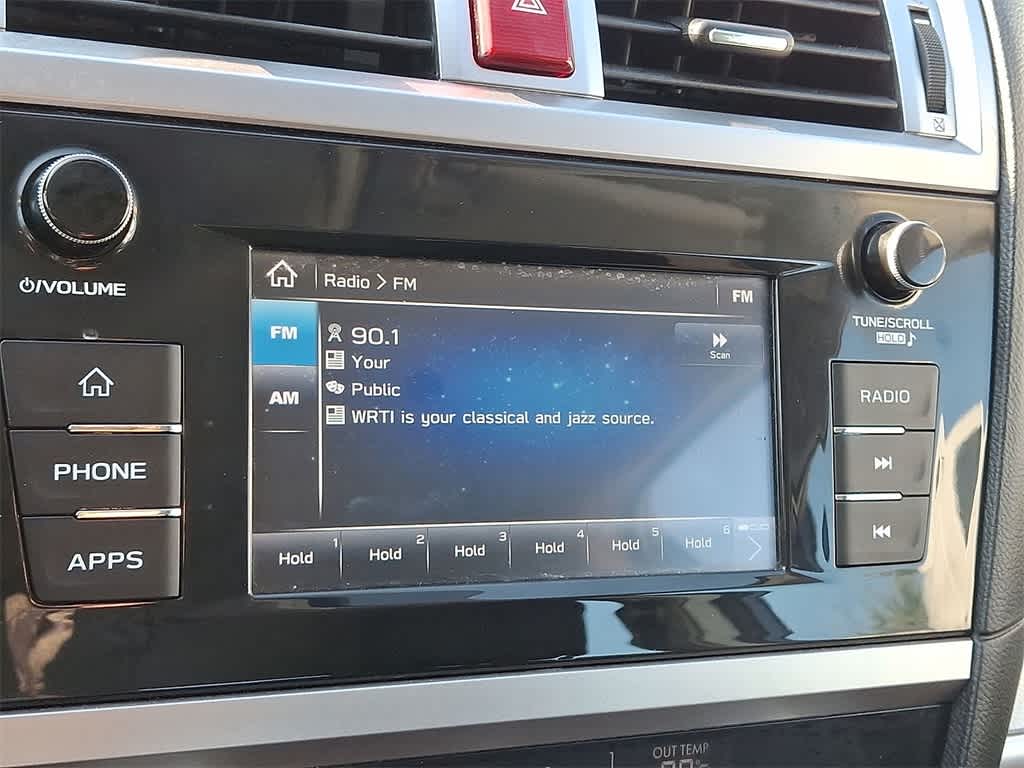 ⏻/VOLUME
PHONE
APPS
Radio > FM
FM
FM
AM
90.1
Your
Public
WRTI is your classical and jazz source.
Scan
Hold 1
Hold 2
Hold 3
Hold 4
Hold 5
Hold 6
TUNE/SCROLL
HOLD
RADIO
OUT TEMP